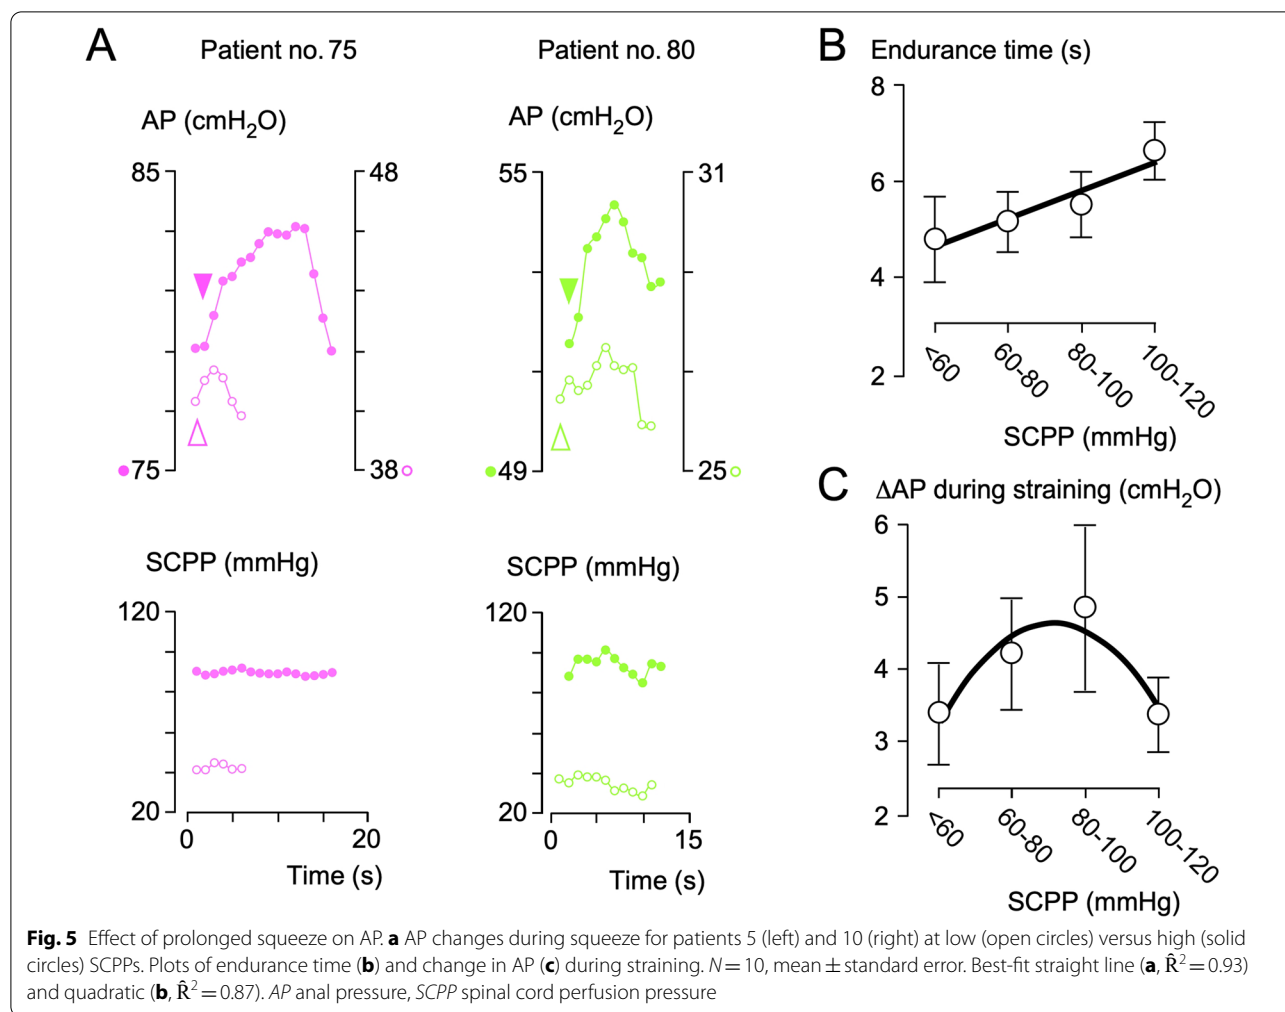 A
Patient no. 75
Patient no. 80
AP (cmH2O)
AP (cmH2O)
85
48
55
31
75
38
49
25
SCPP (mmHg)
SCPP (mmHg)
120
120
20
20
0
20
0
15
Time (s)
Time (s)
B Endurance time (s)
8
6
4
2
<60
60-80
80-100
100-120
SCPP (mmHg)
C ΔAP during straining (cmH2O)
6
5
4
3
2
<60
60-80
80-100
100-120
SCPP (mmHg)
Fig. 5 Effect of prolonged squeeze on AP. a AP changes during squeeze for patients 5 (left) and 10 (right) at low (open circles) versus high (solid
circles) SCPPs. Plots of endurance time (b) and change in AP (c) during straining. N = 10, mean ± standard error. Best-fit straight line (a, R̂² = 0.93)
and quadratic (b, R̂² = 0.87). AP anal pressure, SCPP spinal cord perfusion pressure